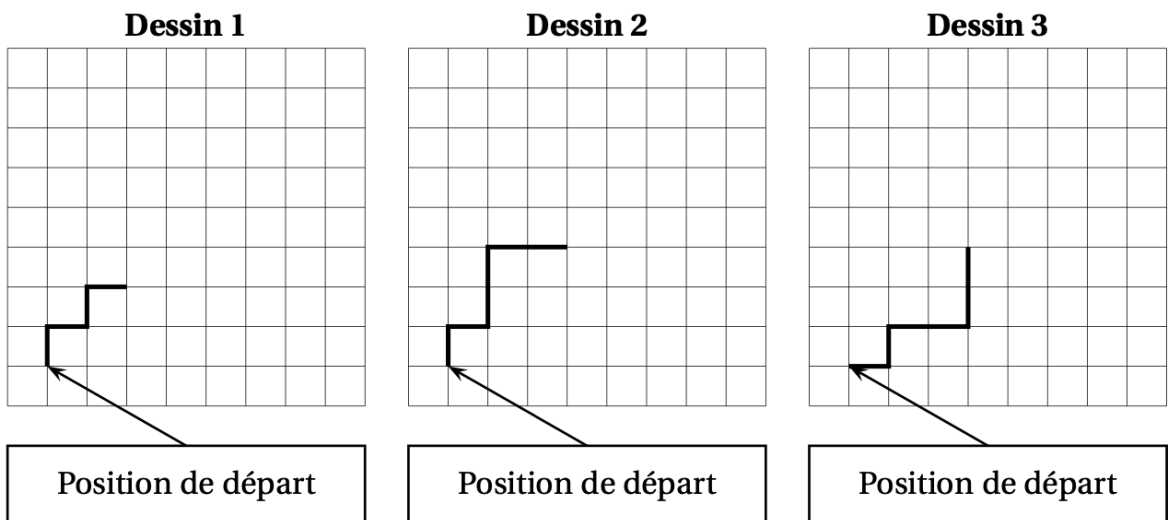 Dessin 1
Dessin 2
Dessin 3
Position de départ
Position de départ
Position de départ